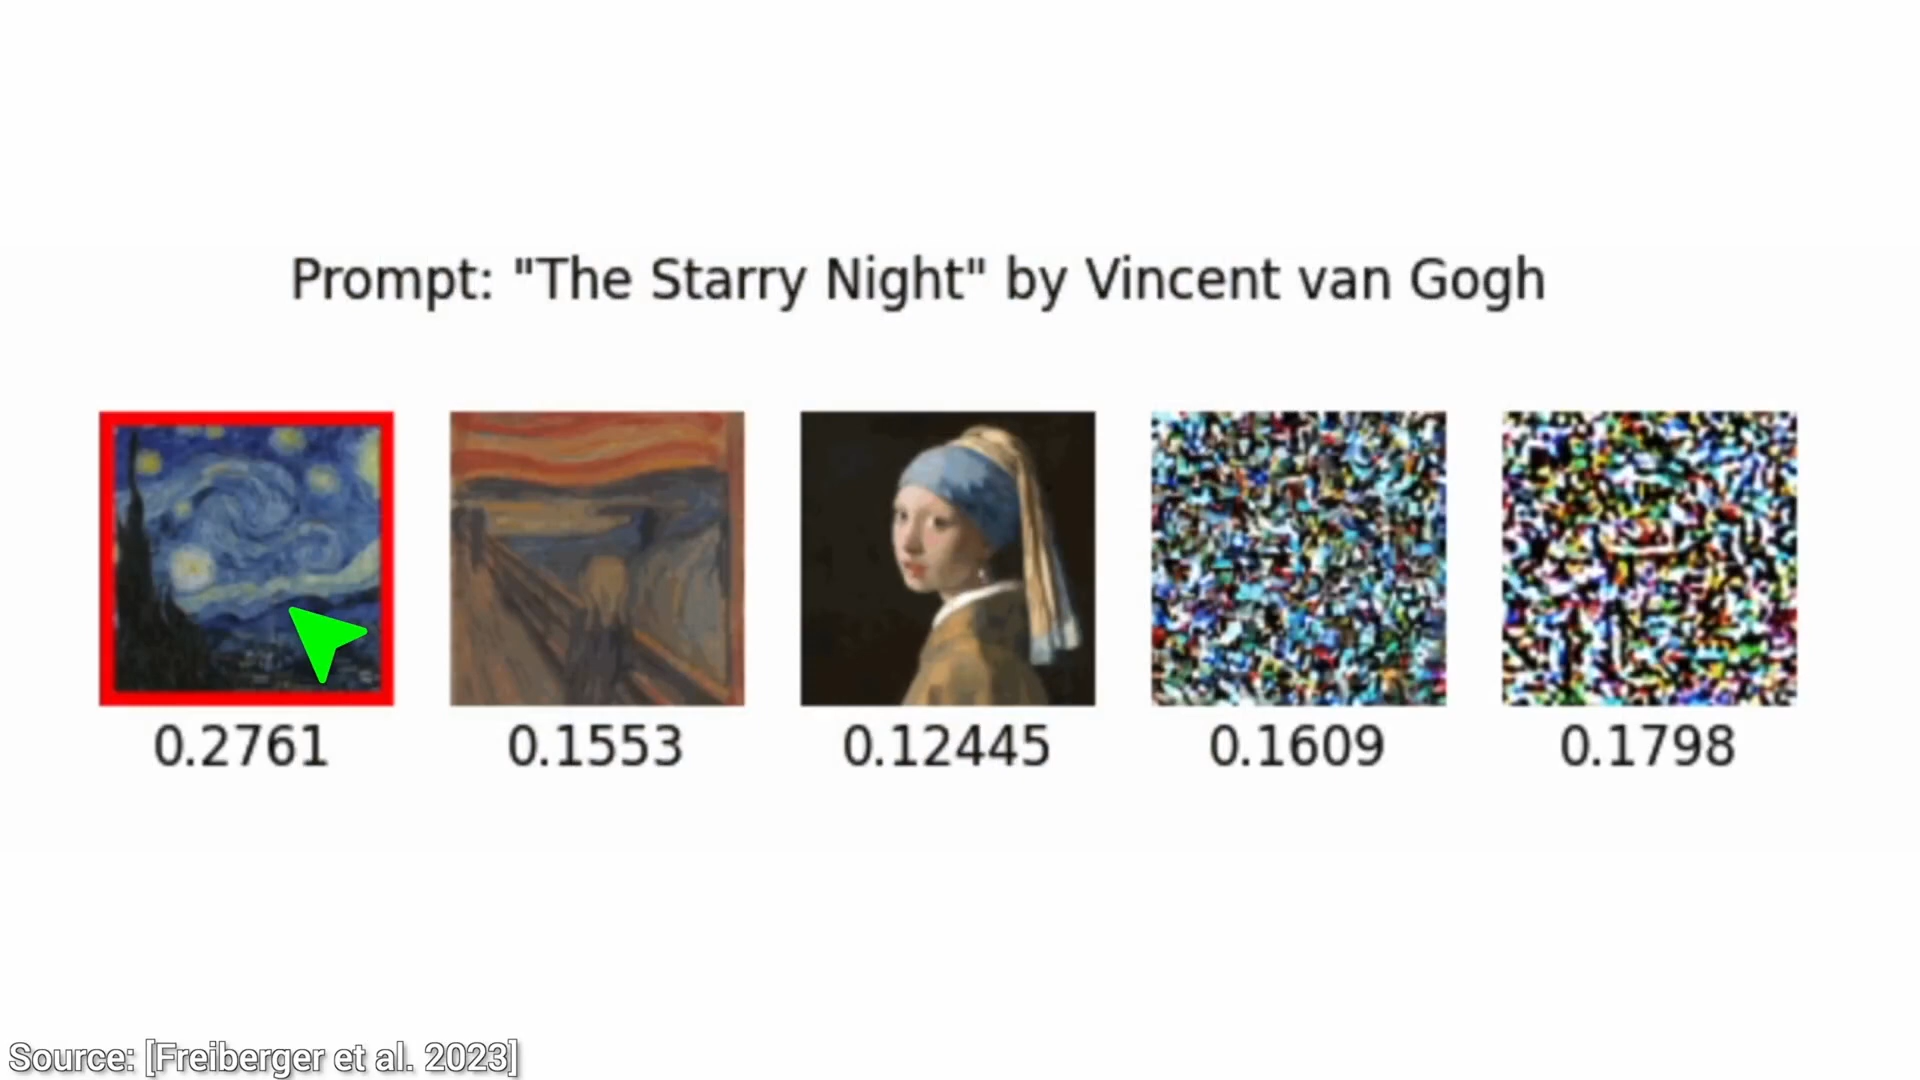 Prompt: "The Starry Night" by Vincent van Gogh
0.2761 0.1553 0.12445 0.1609 0.1798
Source: [Freiberger et al. 2023]